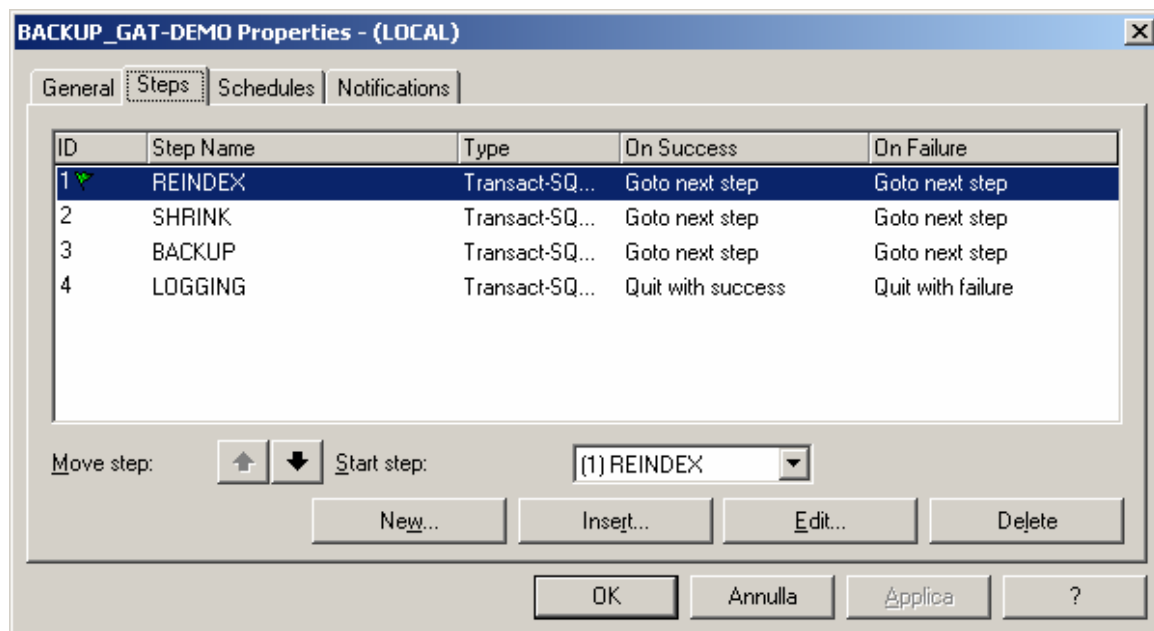 BACKUP_GAT-DEMO Properties - (LOCAL)
General Steps Schedules Notifications
ID Step Name Type On Success On Failure
1 REINDEX Transact-SQ... Goto next step Goto next step
2 SHRINK Transact-SQ... Goto next step Goto next step
3 BACKUP Transact-SQ... Goto next step Goto next step
4 LOGGING Transact-SQ... Quit with success Quit with failure
Move step: Start step: (1) REINDEX
New... Insert... Edit... Delete
OK Annulla Applica ?